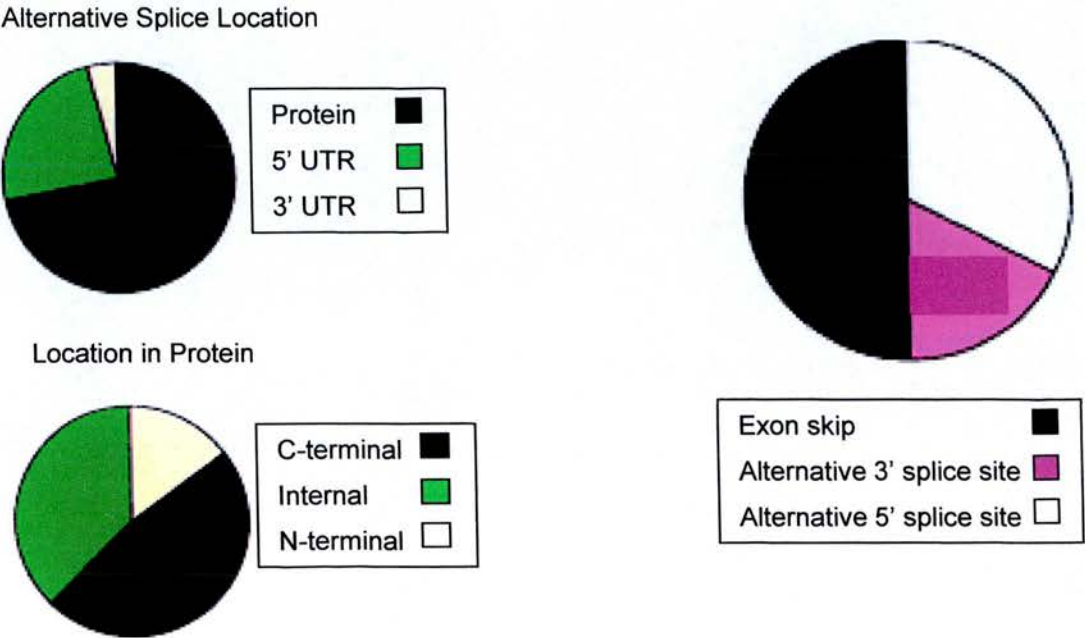 Alternative Splice Location
Protein
5' UTR
3' UTR
Location in Protein
C-terminal
Internal
N-terminal
Exon skip
Alternative 3' splice site
Alternative 5' splice site